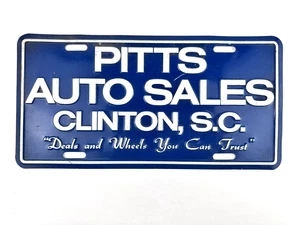 PITTS
AUTO SALES
CLINTON, S.C.
"Deals and Wheels You Can Trust"